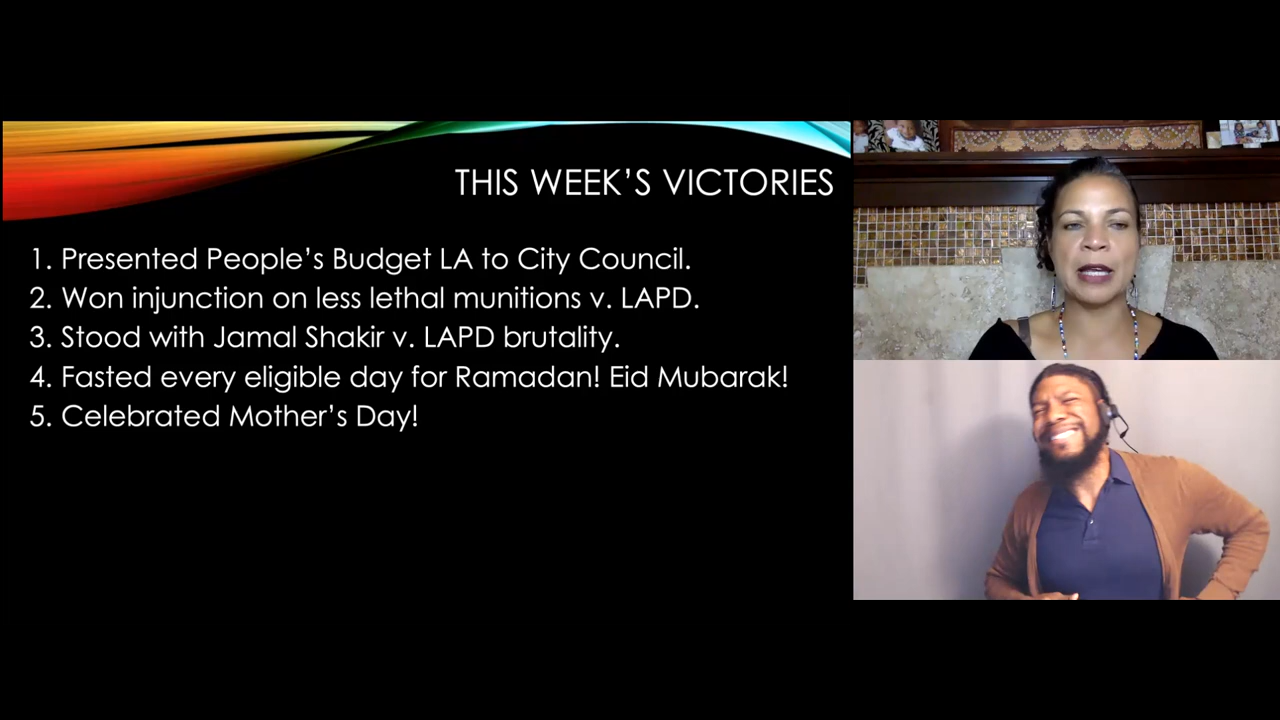 THIS WEEK’S VICTORIES
1. Presented People’s Budget LA to City Council.
2. Won injunction on less lethal munitions v. LAPD.
3. Stood with Jamal Shakir v. LAPD brutality.
4. Fasted every eligible day for Ramadan! Eid Mubarak!
5. Celebrated Mother’s Day!